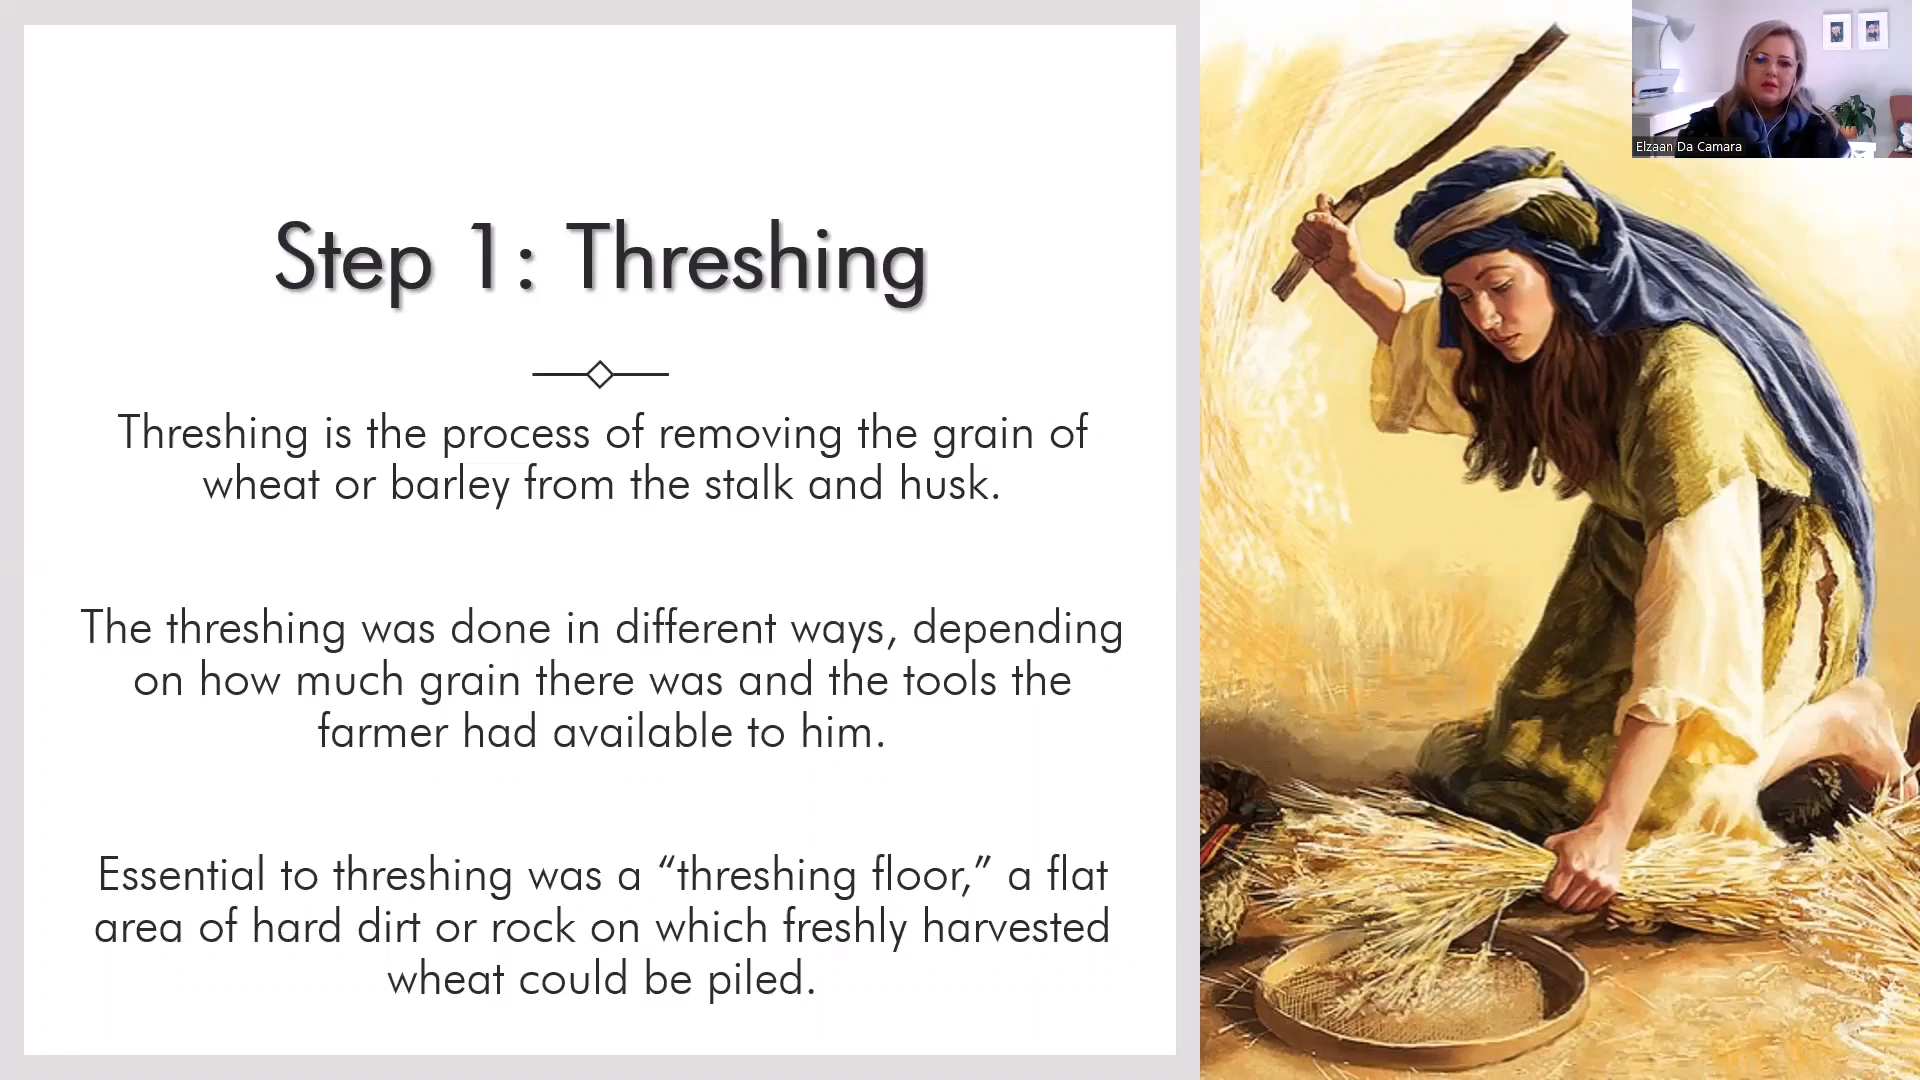 Step 1: Threshing
Threshing is the process of removing the grain of
wheat or barley from the stalk and husk.
The threshing was done in different ways, depending
on how much grain there was and the tools the
farmer had available to him.
Essential to threshing was a “threshing floor,” a flat
area of hard dirt or rock on which freshly harvested
wheat could be piled.
Elzaan Da Camara